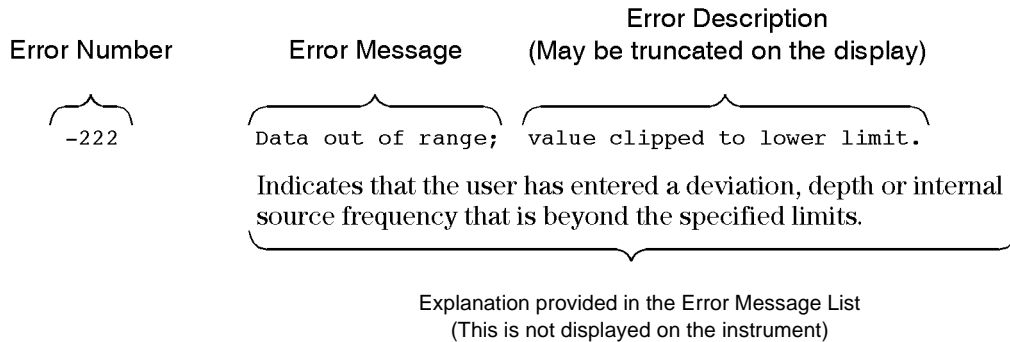 Error Description
Error Number Error Message (May be truncated on the display)
-222 Data out of range; value clipped to lower limit.
Indicates that the user has entered a deviation, depth or internal
source frequency that is beyond the specified limits.
Explanation provided in the Error Message List
(This is not displayed on the instrument)